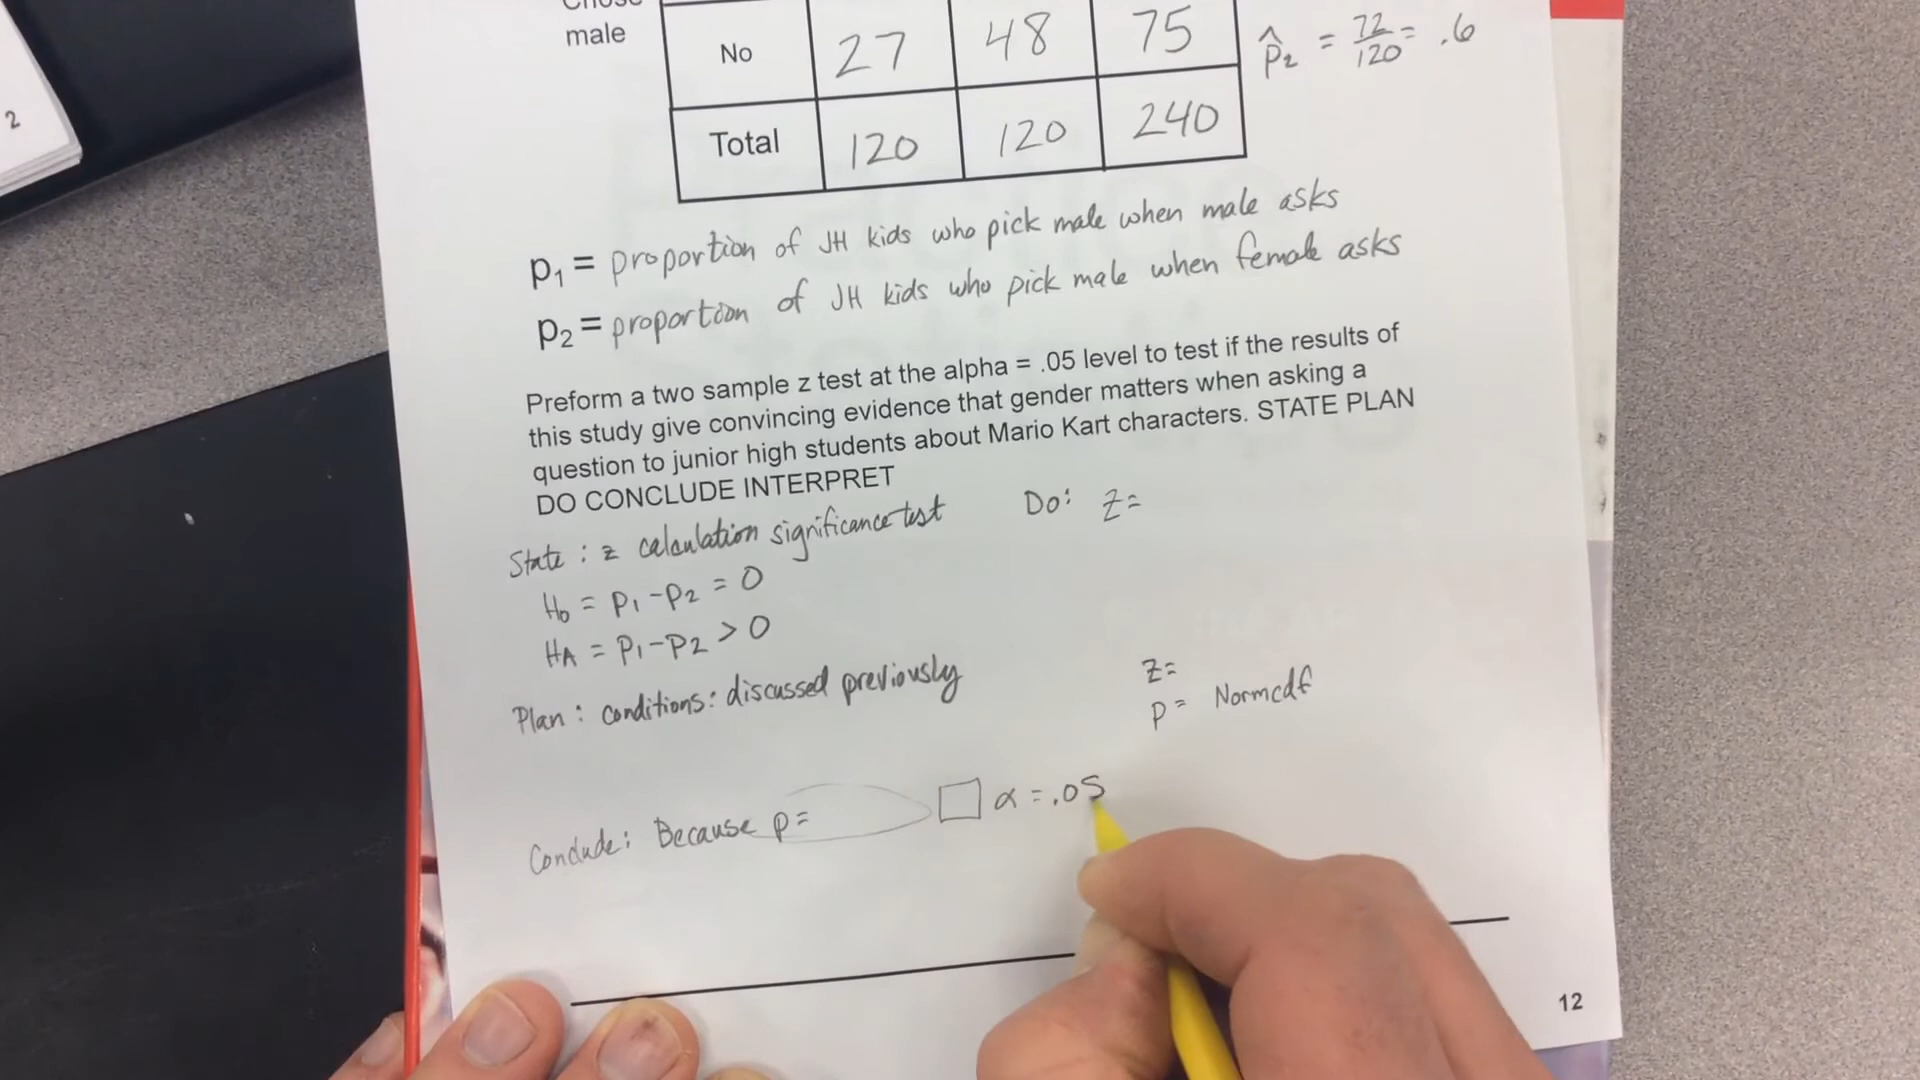 Chose
male
No 27 48 75
p̂2 = 72/120 = .6
Total 120 120 240
2
p1 = proportion of JH kids who pick male when male asks
p2 = proportion of JH kids who pick male when female asks
Preform a two sample z test at the alpha = .05 level to test if the results of
this study give convincing evidence that gender matters when asking a
question to junior high students about Mario Kart characters. STATE PLAN
DO CONCLUDE INTERPRET
State : z calculation significance test
Do: z=
Ho = p1 - p2 = 0
HA = p1 - p2 > 0
Plan : conditions: discussed previously
z=
p= Normcdf
Conclude: Because p= α = .05
12